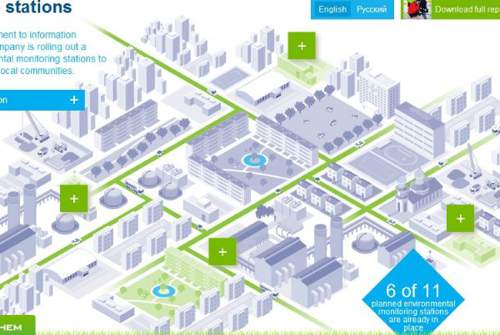 stations
English Русский
Download full rep
ment to information
mpany is rolling out a
ntal monitoring stations to
local communities.
on +
+
+
+
+
6 of 11
planned environmental
monitoring stations
are already in
place
HEM